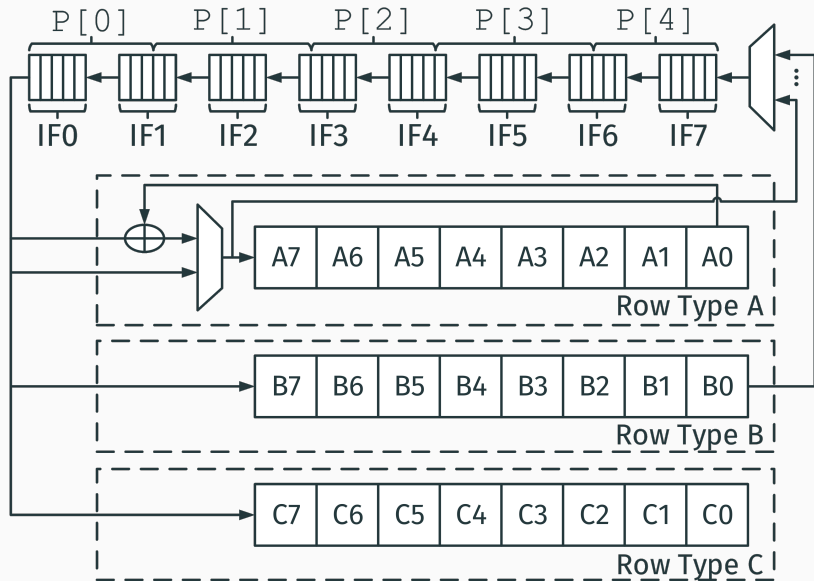 P[0] P[1] P[2] P[3] P[4]
IF0 IF1 IF2 IF3 IF4 IF5 IF6 IF7
A7 A6 A5 A4 A3 A2 A1 A0
Row Type A
B7 B6 B5 B4 B3 B2 B1 B0
Row Type B
C7 C6 C5 C4 C3 C2 C1 C0
Row Type C